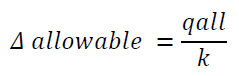 Δ allowable = qall / k